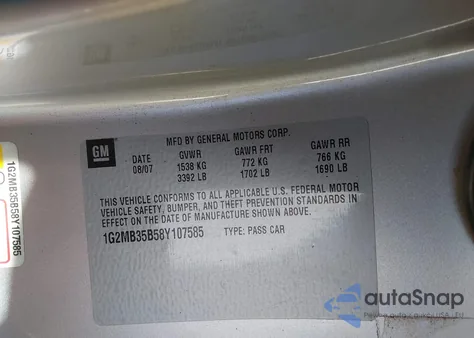 GM
MFD BY GENERAL MOTORS CORP.
DATE GVWR GAWR FRT GAWR RR
08/07 1538 KG 772 KG 766 KG
3392 LB 1702 LB 1690 LB
THIS VEHICLE CONFORMS TO ALL APPLICABLE U.S. FEDERAL MOTOR
VEHICLE SAFETY, BUMPER, AND THEFT PREVENTION STANDARDS IN
EFFECT ON THE DATE OF MANUFACTURE SHOWN ABOVE.
1G2MB35B58Y107585 TYPE: PASS CAR
1G2MB35B58Y107585
autoSnap